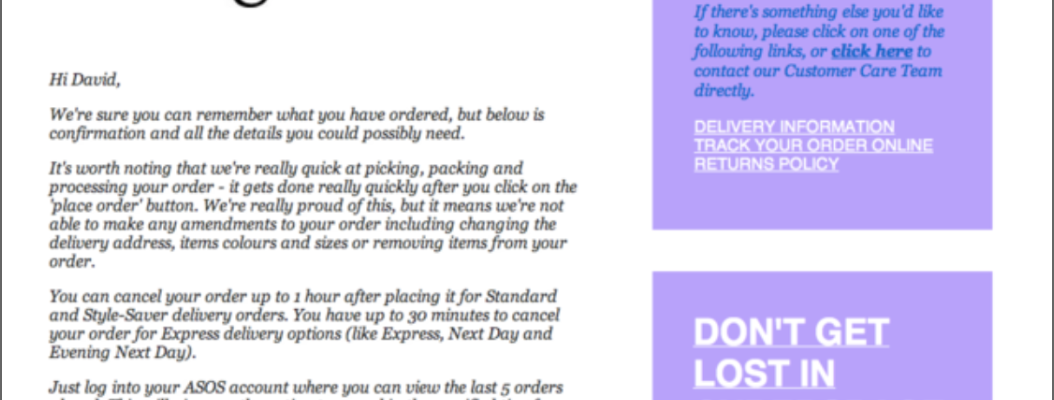 Hi David,
We're sure you can remember what you have ordered, but below is
confirmation and all the details you could possibly need.
It's worth noting that we're really quick at picking, packing and
processing your order - it gets done really quickly after you click on the
'place order' button. We're really proud of this, but it means we're not
able to make any amendments to your order including changing the
delivery address, items colours and sizes or removing items from your
order.
You can cancel your order up to 1 hour after placing it for Standard
and Style-Saver delivery orders. You have up to 30 minutes to cancel
your order for Express delivery options (like Express, Next Day and
Evening Next Day).
Just log into your ASOS account where you can view the last 5 orders
If there's something else you'd like
to know, please click on one of the
following links, or click here to
contact our Customer Care Team
directly.
DELIVERY INFORMATION
TRACK YOUR ORDER ONLINE
RETURNS POLICY
DON'T GET
LOST IN